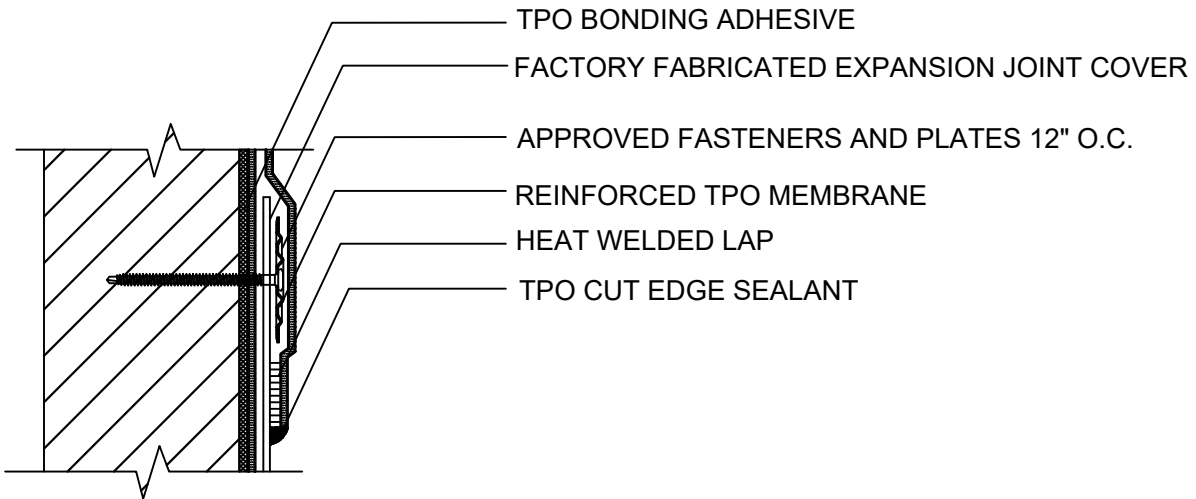 TPO BONDING ADHESIVE
FACTORY FABRICATED EXPANSION JOINT COVER
APPROVED FASTENERS AND PLATES 12" O.C.
REINFORCED TPO MEMBRANE
HEAT WELDED LAP
TPO CUT EDGE SEALANT